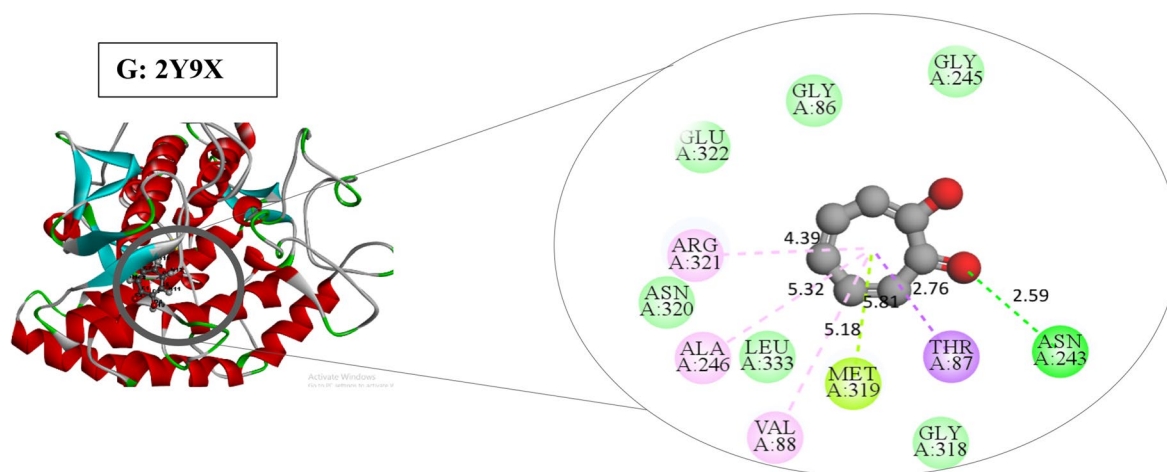 G: 2Y9X
Activate Windows
GLY
A:245
GLY
A:86
GLU
A:322
4.39
ARG
A:321
5.32
5.81
2.76
2.59
ASN
A:320
5.18
ALA
A:246
LEU
A:333
MET
A:319
THR
A:87
ASN
A:243
VAL
A:88
GLY
A:318